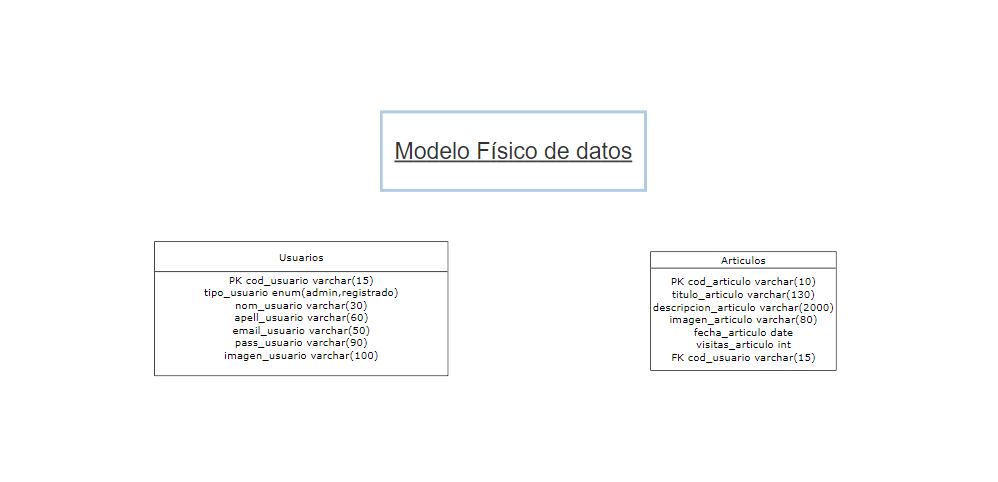 Modelo Físico de datos
Usuarios
PK cod_usuario varchar(15)
tipo_usuario enum(admin,registrado)
nom_usuario varchar(30)
apell_usuario varchar(60)
email_usuario varchar(50)
pass_usuario varchar(90)
imagen_usuario varchar(100)
Articulos
PK cod_articulo varchar(10)
titulo_articulo varchar(130)
descripcion_articulo varchar(2000)
imagen_articulo varchar(80)
fecha_articulo date
visitas_articulo int
FK cod_usuario varchar(15)